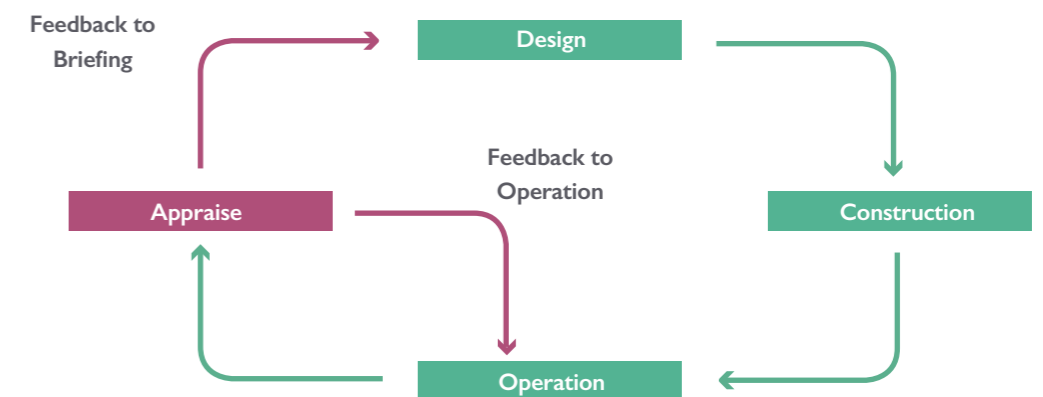 Feedback to
Briefing
Design
Feedback to
Operation
Appraise
Construction
Operation